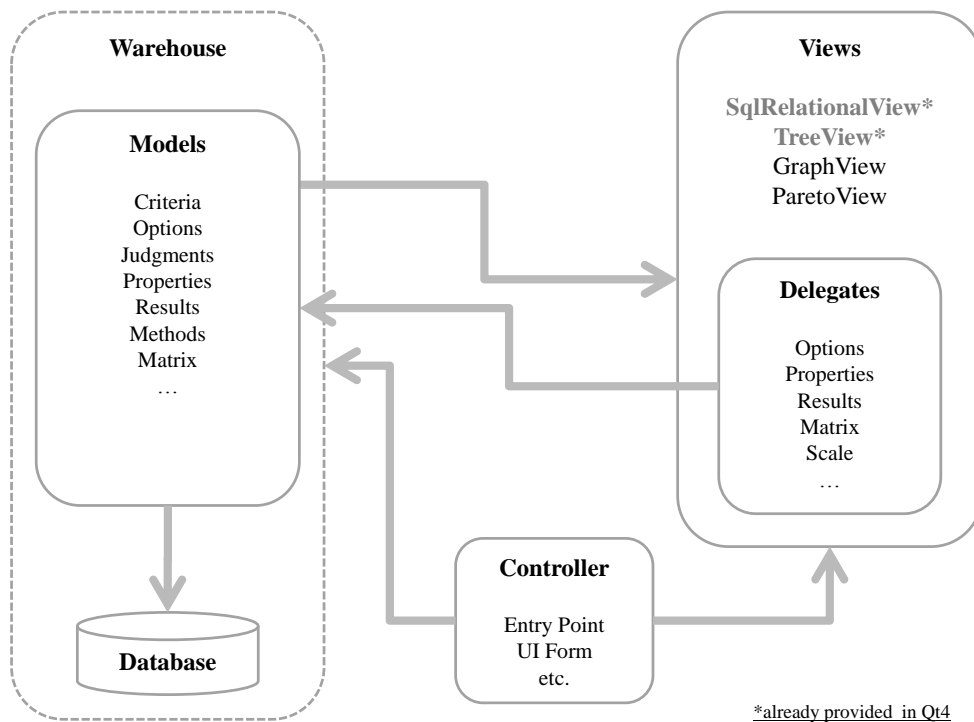 Warehouse
Models
Criteria
Options
Judgments
Properties
Results
Methods
Matrix
…
Database
Views
SqlRelationalView*
TreeView*
GraphView
ParetoView
Delegates
Options
Properties
Results
Matrix
Scale
…
Controller
Entry Point
UI Form
etc.
*already provided in Qt4